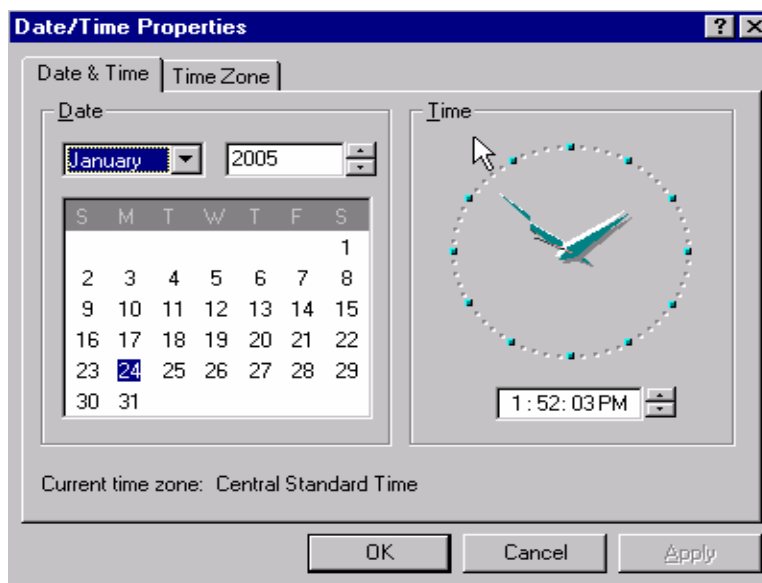 Date/Time Properties
Date & Time Time Zone
Date
January 2005
S M T W T F S
1
2 3 4 5 6 7 8
9 10 11 12 13 14 15
16 17 18 19 20 21 22
23 24 25 26 27 28 29
30 31
Time
1 : 52 : 03 PM
Current time zone: Central Standard Time
OK Cancel Apply